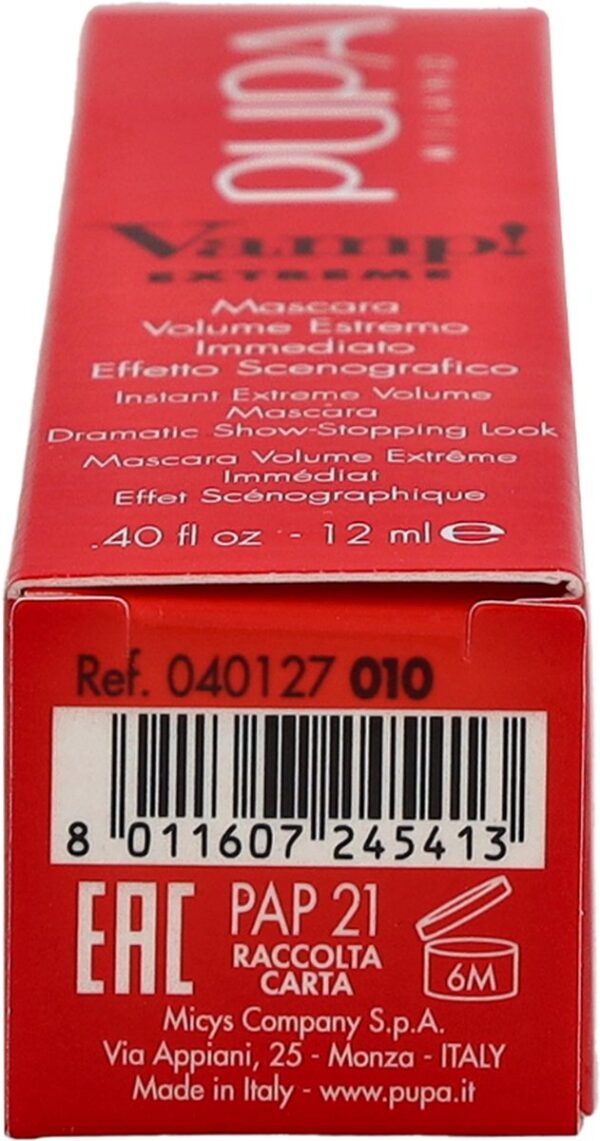 PUPA
MILANO
Vamp!
EXTREME
Mascara
Volume Estremo
Immediato
Effetto Scenografico
Instant Extreme Volume
Mascara
Dramatic Show-Stopping Look
Mascara Volume Extrême
Immédiat
Effet Scénographique
.40 fl oz - 12 ml ℮
Ref. 040127 010
8 011607 245413
EAC
PAP 21
RACCOLTA
CARTA
6M
Micys Company S.p.A.
Via Appiani, 25 - Monza - ITALY
Made in Italy - www.pupa.it